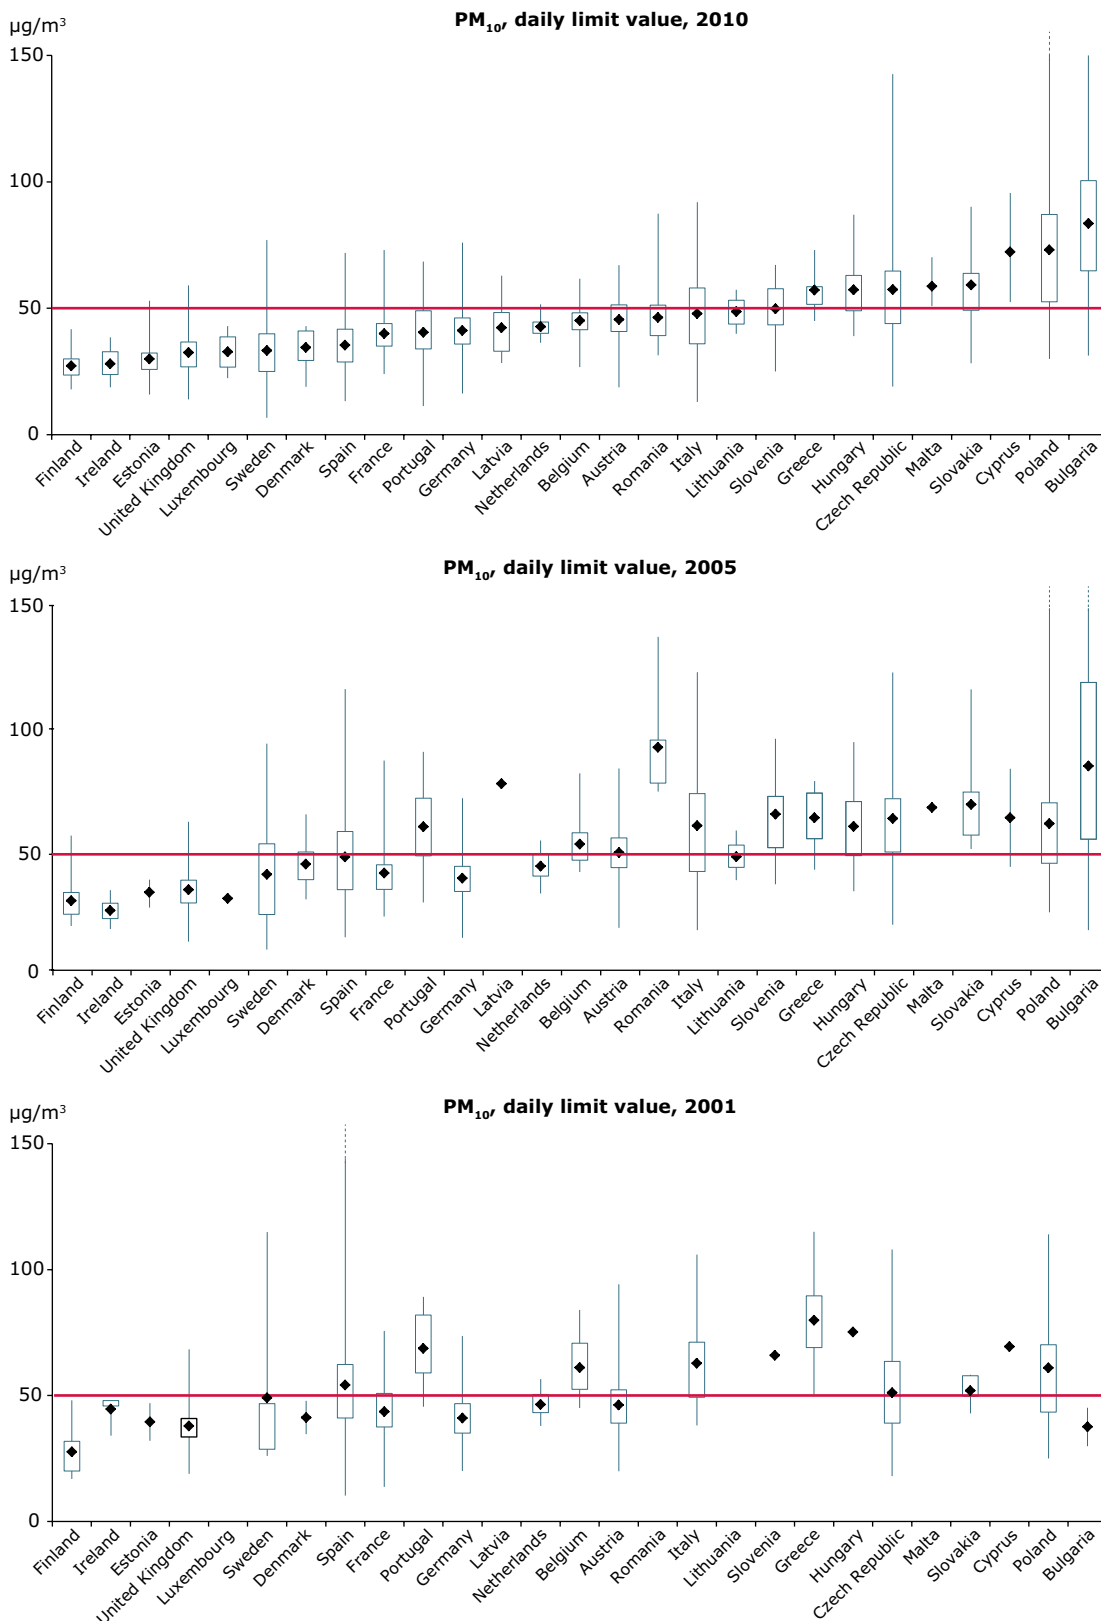 PM₁₀, daily limit value, 2010
µg/m³
150
100
50
0
Finland Ireland Estonia United Kingdom Luxembourg Sweden Denmark Spain France Portugal Germany Latvia Netherlands Belgium Austria Romania Italy Lithuania Slovenia Greece Hungary Czech Republic Malta Slovakia Cyprus Poland Bulgaria
PM₁₀, daily limit value, 2005
µg/m³
150
100
50
0
Finland Ireland Estonia United Kingdom Luxembourg Sweden Denmark Spain France Portugal Germany Latvia Netherlands Belgium Austria Romania Italy Lithuania Slovenia Greece Hungary Czech Republic Malta Slovakia Cyprus Poland Bulgaria
PM₁₀, daily limit value, 2001
µg/m³
150
100
50
0
Finland Ireland Estonia United Kingdom Luxembourg Sweden Denmark Spain France Portugal Germany Latvia Netherlands Belgium Austria Romania Italy Lithuania Slovenia Greece Hungary Czech Republic Malta Slovakia Cyprus Poland Bulgaria